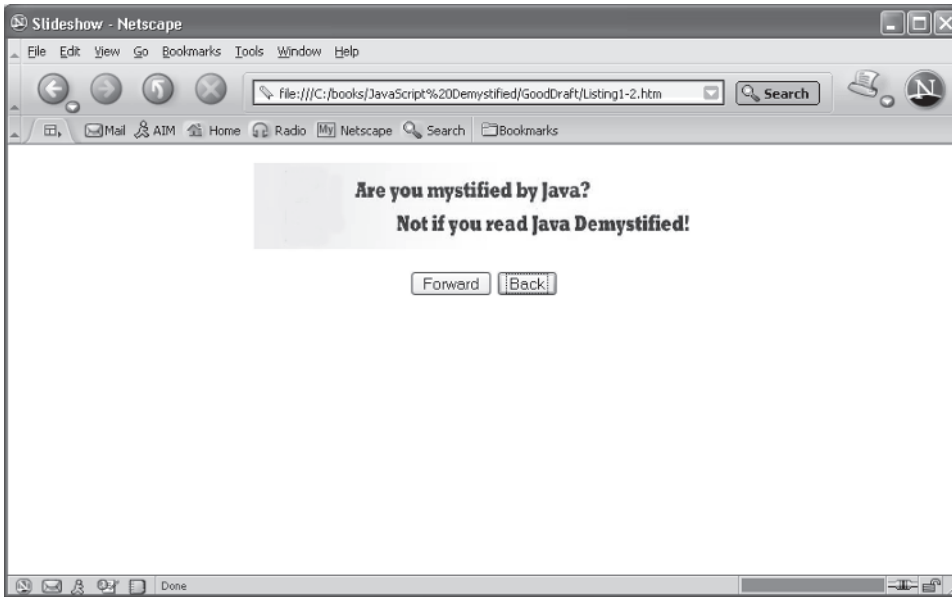 Slideshow - Netscape
File Edit View Go Bookmarks Tools Window Help
file:///C:/books/JavaScript%20Demystified/GoodDraft/Listing1-2.htm Search N
Mail AIM Home Radio My Netscape Search Bookmarks
Are you mystified by Java?
Not if you read Java Demystified!
Forward Back
Done